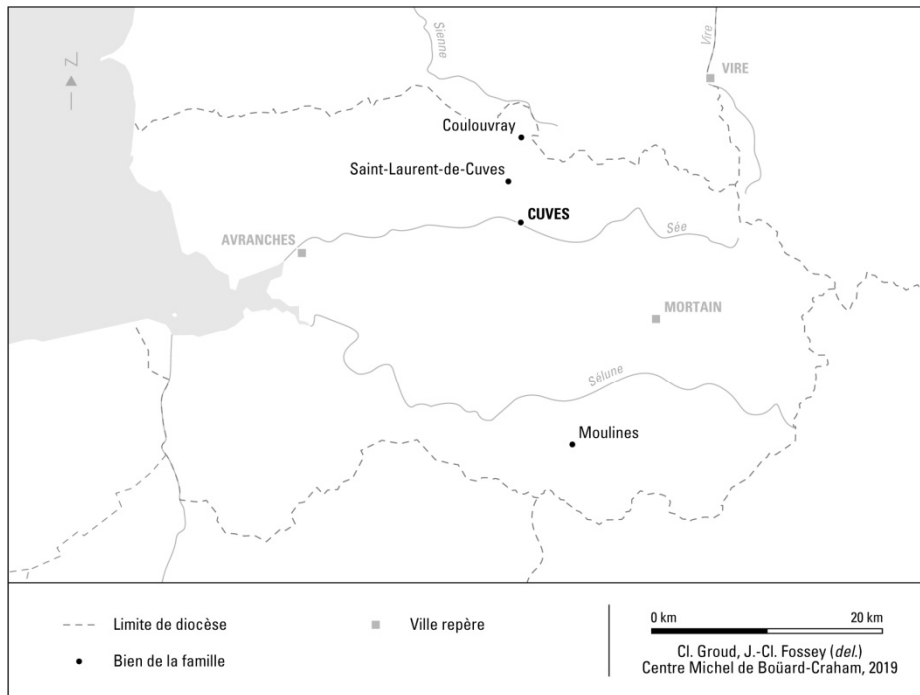 Sienne
Vire
Z
VIRE
Coulouvray
Saint-Laurent-de-Cuves
CUVES
Sée
AVRANCHES
MORTAIN
Sélune
Moulines
Limite de diocèse
Ville repère
Bien de la famille
0 km 20 km
Cl. Groud, J.-Cl. Fossey (del.)
Centre Michel de Boüard-Craham, 2019